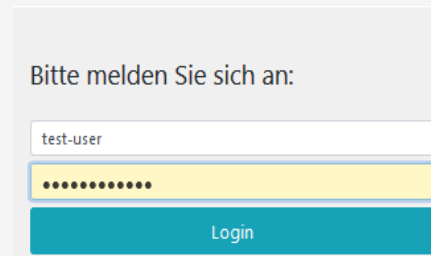 Bitte melden Sie sich an:
test-user
••••••••••••
Login